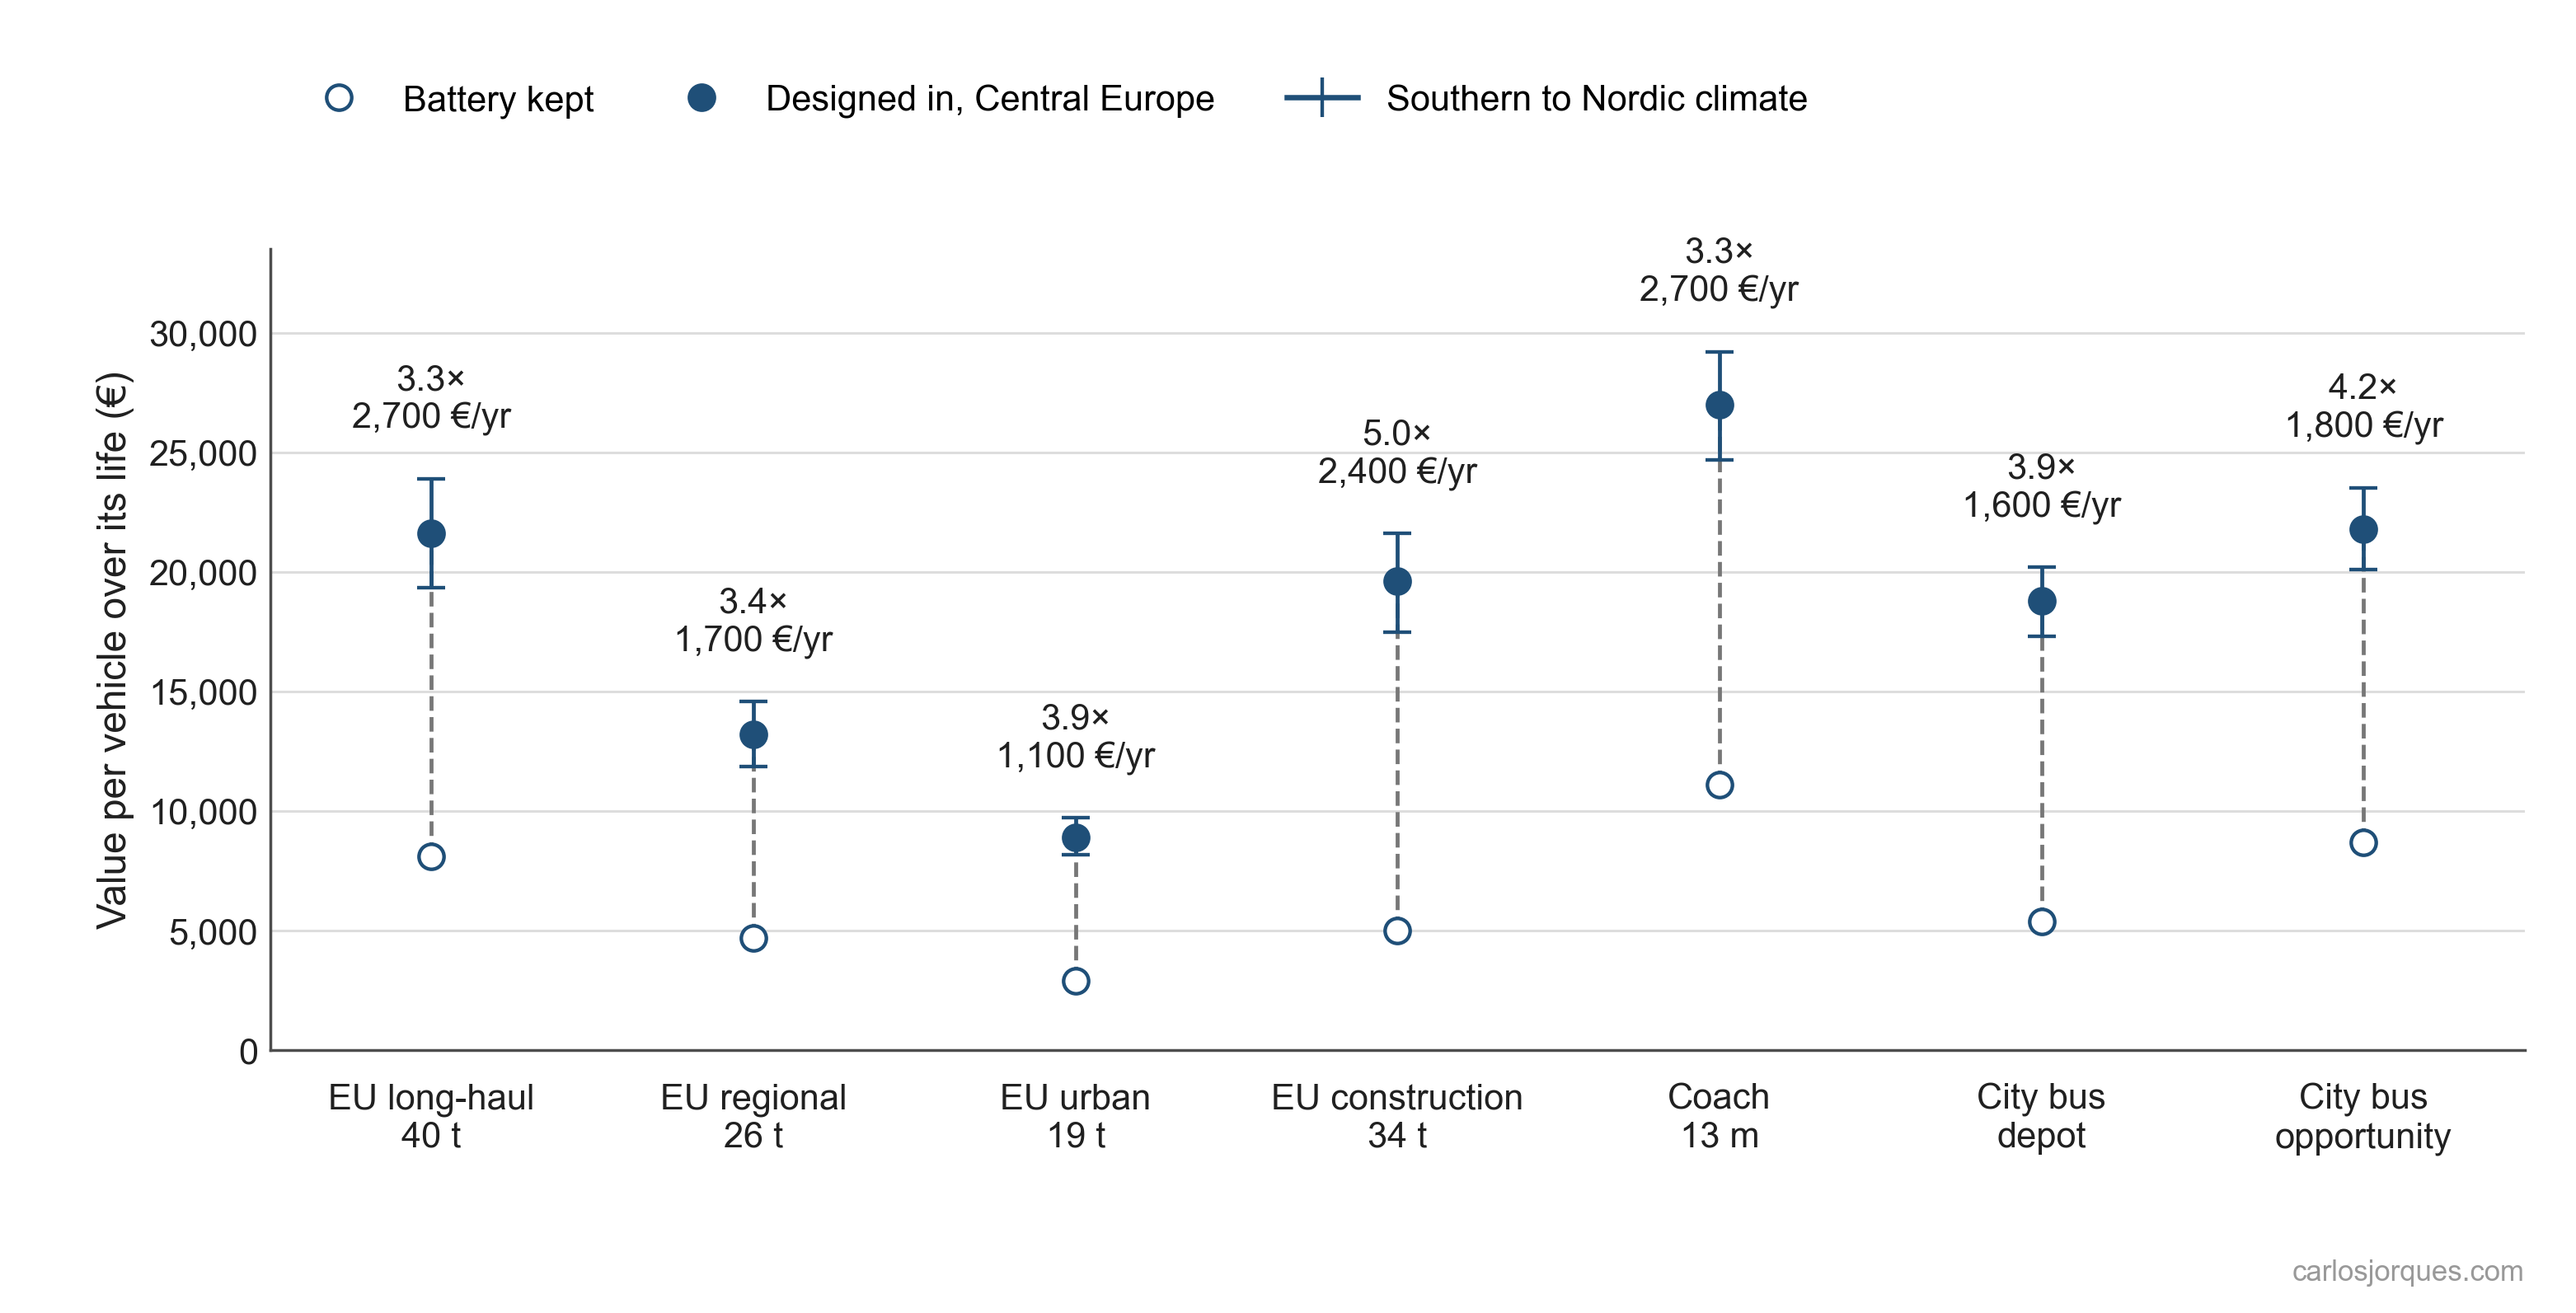 Battery kept
Designed in, Central Europe
Southern to Nordic climate
Value per vehicle over its life (€)
30,000
25,000
20,000
15,000
10,000
5,000
0
3.3×
2,700 €/yr
3.4×
1,700 €/yr
3.9×
1,100 €/yr
5.0×
2,400 €/yr
3.3×
2,700 €/yr
3.9×
1,600 €/yr
4.2×
1,800 €/yr
EU long-haul
40 t
EU regional
26 t
EU urban
19 t
EU construction
34 t
Coach
13 m
City bus
depot
City bus
opportunity
carlosjorques.com